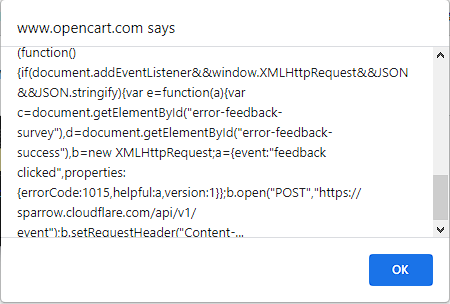 www.opencart.com says
(function()
{if(document.addEventListener&&window.XMLHttpRequest&&JSON
&&JSON.stringify){var e=function(a){var
c=document.getElementById("error-feedback-
survey"),d=document.getElementById("error-feedback-
success"),b=new XMLHttpRequest;a={event:"feedback
clicked",properties:
{errorCode:1015,helpful:a,version:1}};b.open("POST","https://
sparrow.cloudflare.com/api/v1/
event");b.setRequestHeader("Content-...
OK